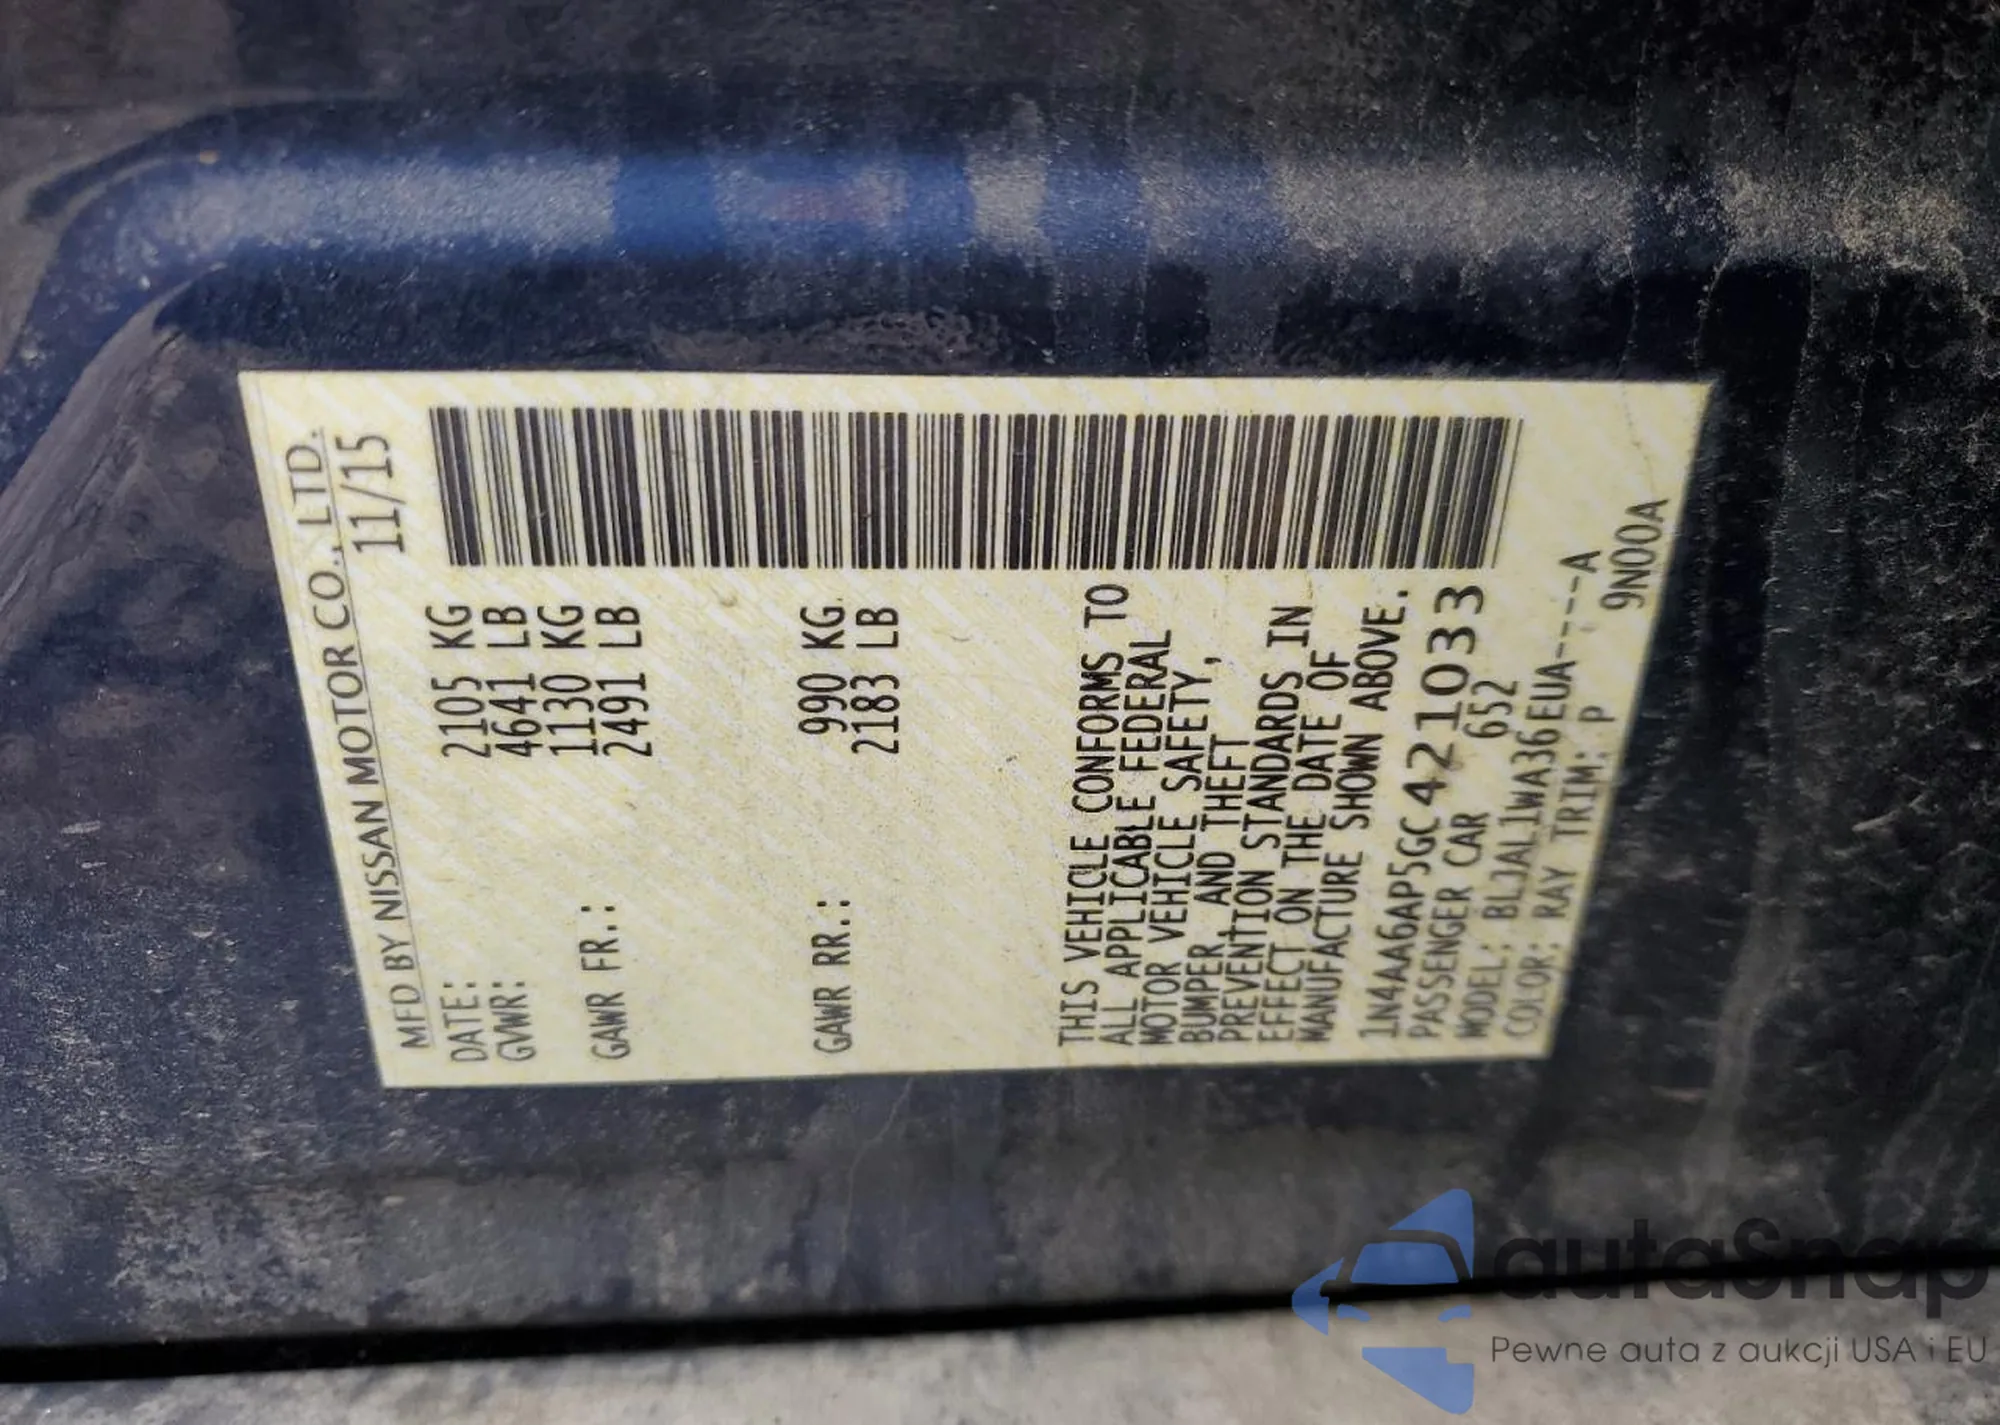 MFD BY NISSAN MOTOR CO., LTD.
DATE: 11/15
GVWR: 2105 KG
4641 LB
GAWR FR.: 1130 KG
2491 LB
GAWR RR.: 990 KG
2183 LB
THIS VEHICLE CONFORMS TO
ALL APPLICABLE FEDERAL
MOTOR VEHICLE SAFETY,
BUMPER, AND THEFT
PREVENTION STANDARDS IN
EFFECT ON THE DATE OF
MANUFACTURE SHOWN ABOVE.
1N4AA6AP5GC421033
PASSENGER CAR 652
MODEL: BLJAL1WA36EUA-----A
COLOR: RAY TRIM: P 9N00A
autaSnap
Pewne auta z aukcji USA i EU